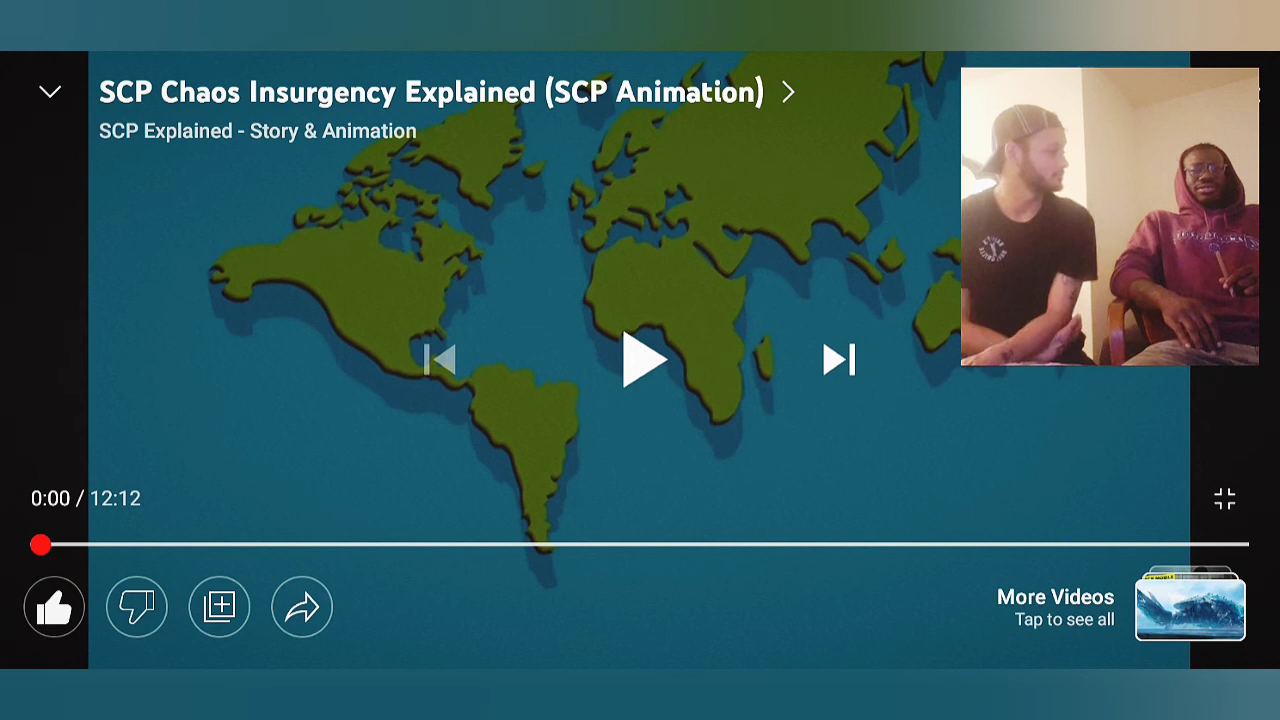 SCP Chaos Insurgency Explained (SCP Animation)
SCP Explained - Story & Animation
0:00 / 12:12
More Videos
Tap to see all